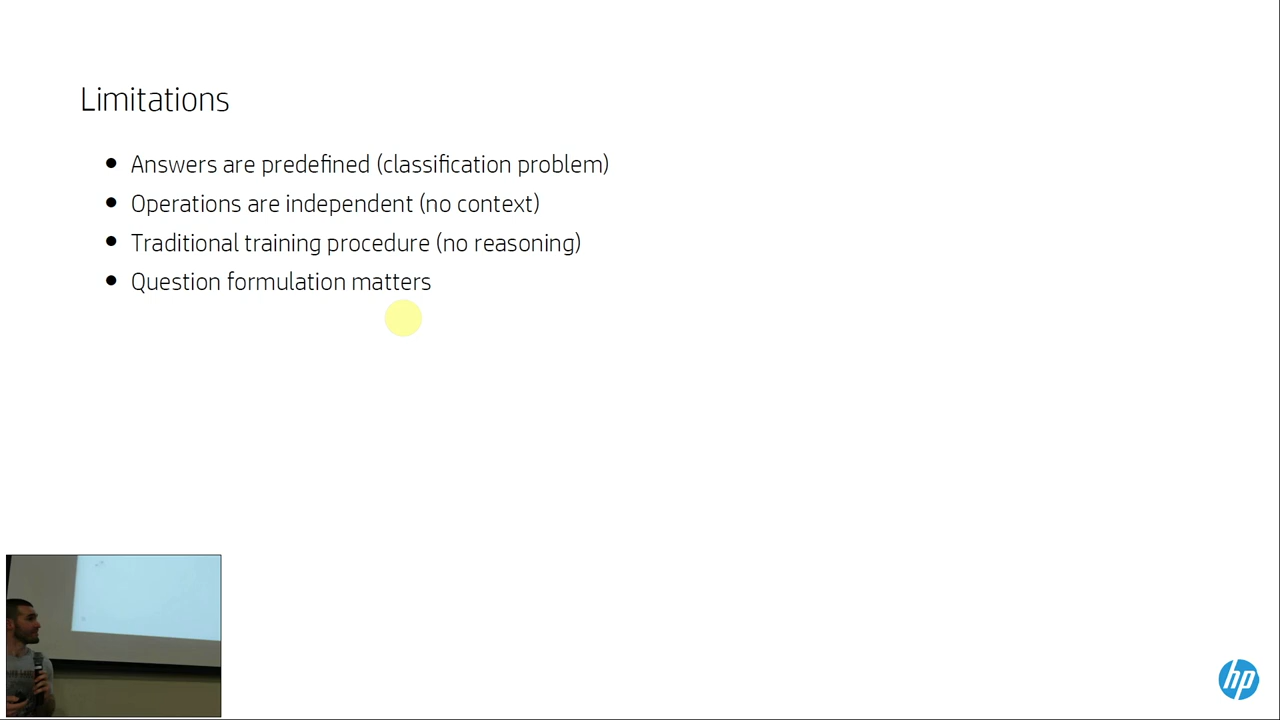 Limitations
Answers are predefined (classification problem)
Operations are independent (no context)
Traditional training procedure (no reasoning)
Question formulation matters
hp